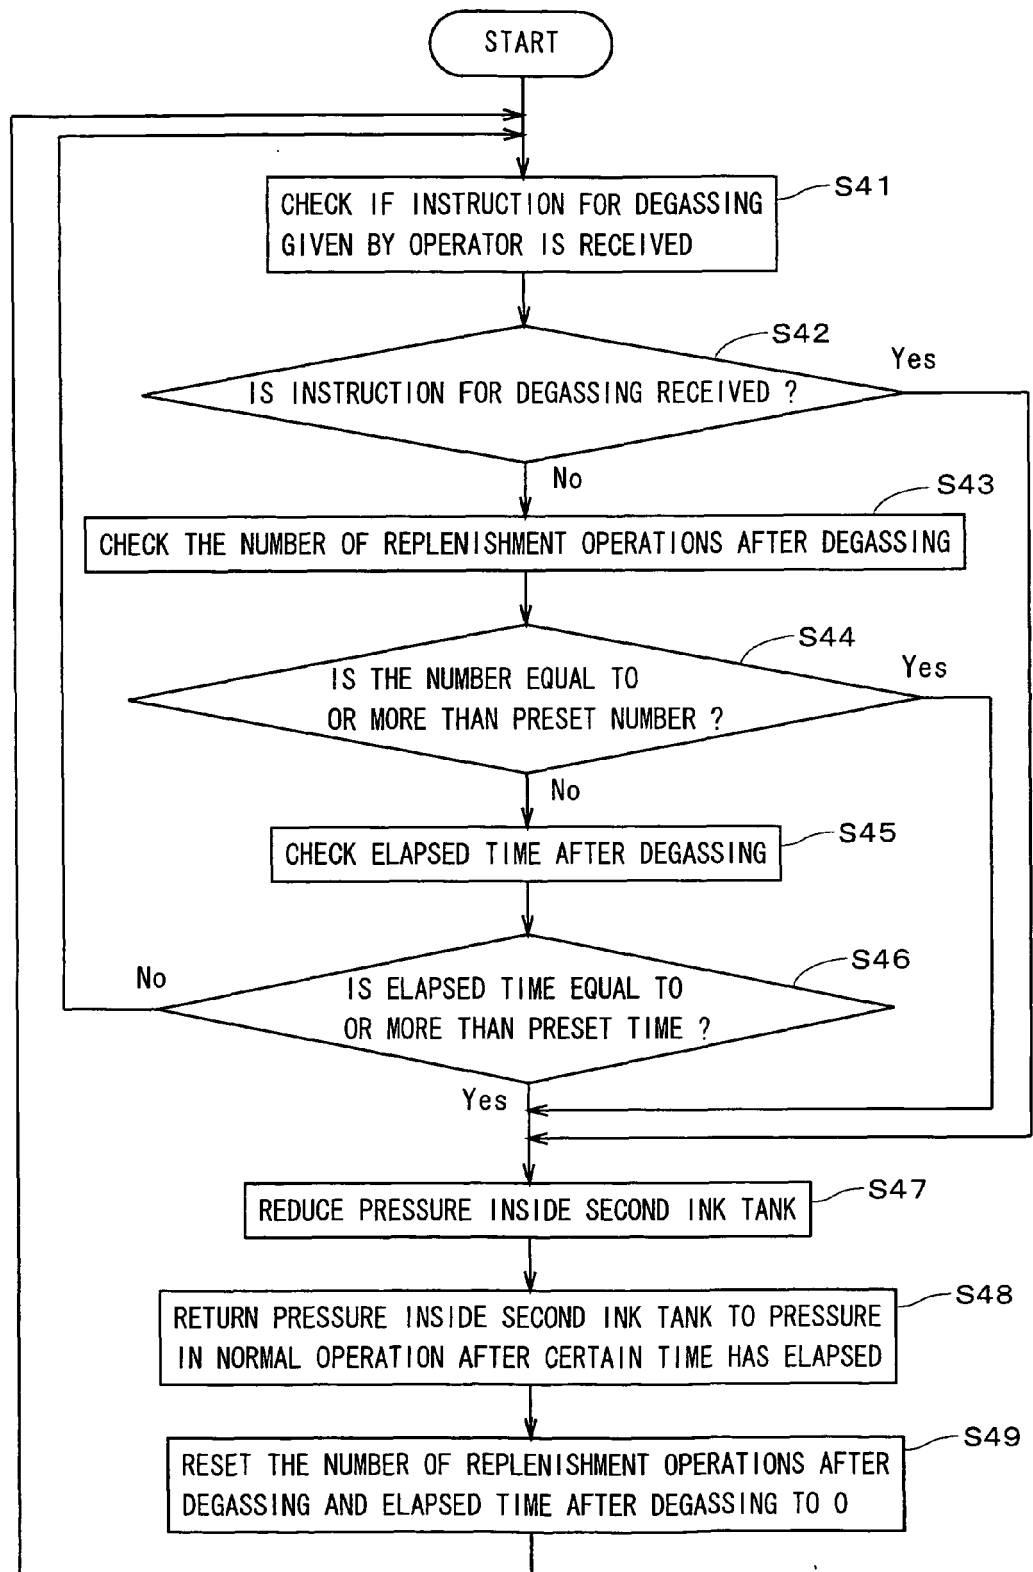 START
S41
CHECK IF INSTRUCTION FOR DEGASSING
GIVEN BY OPERATOR IS RECEIVED
S42
Yes
IS INSTRUCTION FOR DEGASSING RECEIVED ?
No
S43
CHECK THE NUMBER OF REPLENISHMENT OPERATIONS AFTER DEGASSING
S44
Yes
IS THE NUMBER EQUAL TO
OR MORE THAN PRESET NUMBER ?
No
S45
CHECK ELAPSED TIME AFTER DEGASSING
S46
No
IS ELAPSED TIME EQUAL TO
OR MORE THAN PRESET TIME ?
Yes
S47
REDUCE PRESSURE INSIDE SECOND INK TANK
S48
RETURN PRESSURE INSIDE SECOND INK TANK TO PRESSURE
IN NORMAL OPERATION AFTER CERTAIN TIME HAS ELAPSED
S49
RESET THE NUMBER OF REPLENISHMENT OPERATIONS AFTER
DEGASSING AND ELAPSED TIME AFTER DEGASSING TO 0